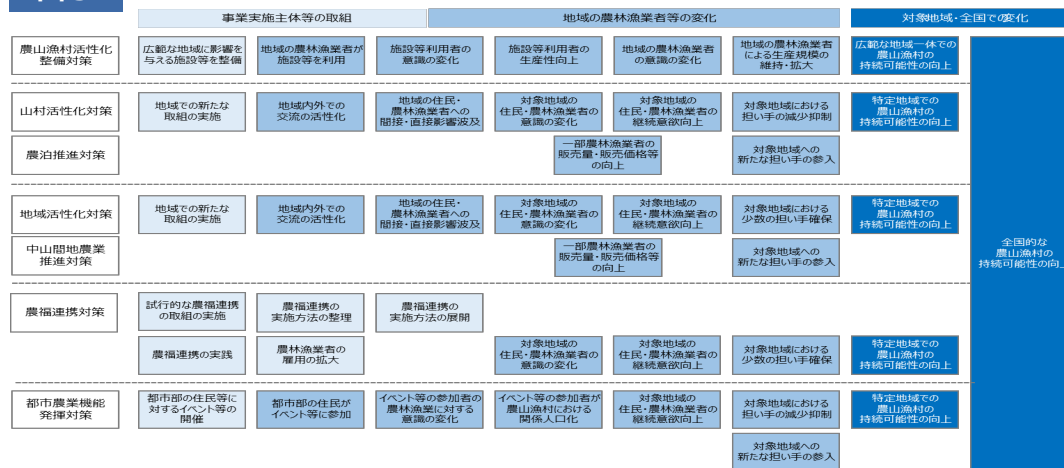 事業実施主体等の取組
地域の農林漁業者等の変化
対象地域・全国での変化
農山漁村活性化
整備対策
広範な地域に影響を
与える施設等を整備
地域の農林漁業者が
施設等を利用
施設等利用者の
意識の変化
施設等利用者の
生産性向上
地域の農林漁業者
の意識の変化
地域の農林漁業者
による生産規模の
維持・拡大
広範な地域一体での
農山漁村の
持続可能性の向上
山村活性化対策
地域での新たな
取組の実施
地域内外での
交流の活性化
地域の住民・
農林漁業者への
間接・直接影響波及
対象地域の
住民・農林漁業者の
意識の変化
対象地域の
住民・農林漁業者の
継続意欲向上
対象地域における
担い手の減少抑制
特定地域での
農山漁村の
持続可能性の向上
農泊推進対策
一部農林漁業者の
販売量・販売価格等
の向上
対象地域への
新たな担い手の参入
地域活性化対策
地域での新たな
取組の実施
地域内外での
交流の活性化
地域の住民・
農林漁業者への
間接・直接影響波及
対象地域の
住民・農林漁業者の
意識の変化
対象地域の
住民・農林漁業者の
継続意欲向上
対象地域における
少数の担い手確保
特定地域での
農山漁村の
持続可能性の向上
中山間地農業
推進対策
一部農林漁業者の
販売量・販売価格等
の向上
対象地域への
新たな担い手の参入
全国的な
農山漁村の
持続可能性の向上
農福連携対策
試行的な農福連携
の取組の実施
農福連携の
実施方法の整理
農福連携の
実施方法の展開
農福連携の実践
農林漁業者の
雇用の拡大
対象地域の
住民・農林漁業者の
意識の変化
対象地域の
住民・農林漁業者の
継続意欲向上
対象地域における
少数の担い手確保
特定地域での
農山漁村の
持続可能性の向上
都市農業機能
発揮対策
都市部の住民等に
対するイベント等の
開催
都市部の住民が
イベント等に参加
イベント等の参加者の
農林漁業に対する
意識の変化
イベント等の参加者が
農山漁村における
関係人口化
対象地域の
住民・農林漁業者の
継続意欲向上
対象地域における
担い手の減少抑制
特定地域での
農山漁村の
持続可能性の向上
対象地域への
新たな担い手の参入